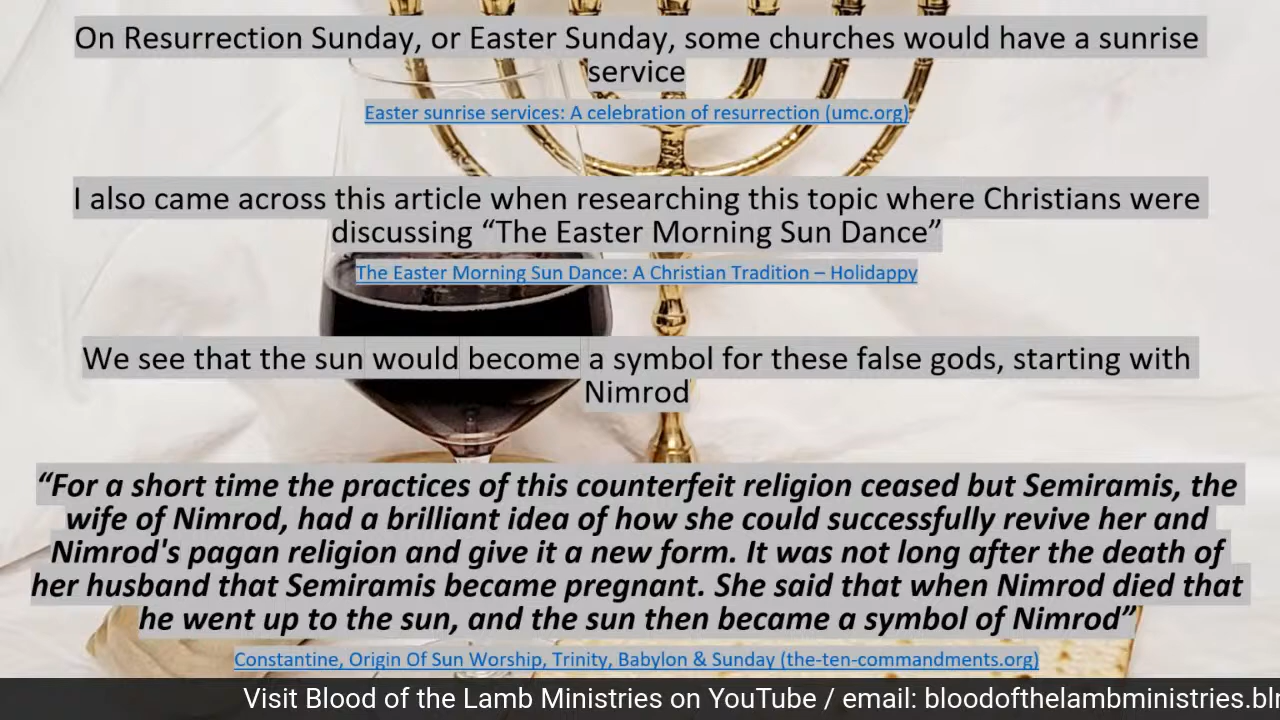 On Resurrection Sunday, or Easter Sunday, some churches would have a sunrise
service
Easter sunrise services: A celebration of resurrection (umc.org)
I also came across this article when researching this topic where Christians were
discussing “The Easter Morning Sun Dance”
The Easter Morning Sun Dance: A Christian Tradition – Holidappy
We see that the sun would become a symbol for these false gods, starting with
Nimrod
“For a short time the practices of this counterfeit religion ceased but Semiramis, the
wife of Nimrod, had a brilliant idea of how she could successfully revive her and
Nimrod's pagan religion and give it a new form. It was not long after the death of
her husband that Semiramis became pregnant. She said that when Nimrod died that
he went up to the sun, and the sun then became a symbol of Nimrod”
Constantine, Origin Of Sun Worship, Trinity, Babylon & Sunday (the-ten-commandments.org)
Visit Blood of the Lamb Ministries on YouTube / email: bloodofthelambministries.bl